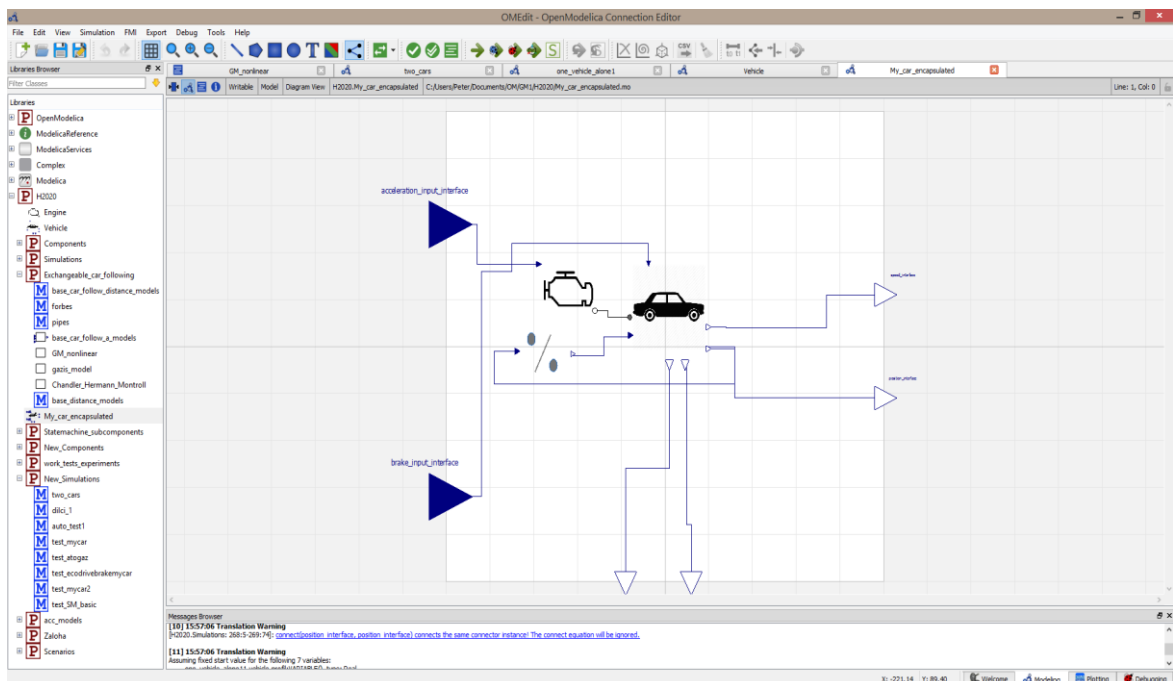 OMEdit - OpenModelica Connection Editor
File Edit View Simulation FMI Export Debug Tools Help
Libraries Browser
Filter Classes
Libraries
OpenModelica
ModelicaReference
ModelicaServices
Complex
Modelica
H2020
Engine
Vehicle
Components
Simulations
Exchangeable_car_following
base_car_follow_distance_models
forbes
pipes
base_car_follow_a_models
GM_nonlinear
gazis_model
Chandler_Hermann_Montroll
base_distance_models
My_car_encapsulated
Statemachine_subcomponents
New_Components
work_tests_experiments
New_Simulations
two_cars
dilci_1
auto_test1
test_mycar
test_atogaz
test_ecodrivebrakemycar
test_mycar2
test_SM_basic
acc_models
Zaloha
Scenarios
GM_nonlinear two_cars one_vehicle_alone1 Vehicle My_car_encapsulated
Writable Model Diagram View H2020.My_car_encapsulated C:/Users/Peter/Documents/OM/GM1/H2020/My_car_encapsulated.mo Line: 1, Col: 0
acceleration_input_interface
speed_interface
position_interface
brake_input_interface
Messages Browser
[10] 15:57:06 Translation Warning
[H2020.Simulations: 268:5-269:74]: connect(position_interface, position_interface) connects the same connector instance! The connect equation will be ignored.
[11] 15:57:06 Translation Warning
Assuming fixed start value for the following 7 variables:
X: -221.14 Y: 89.40 Welcome Modeling Plotting Debugging